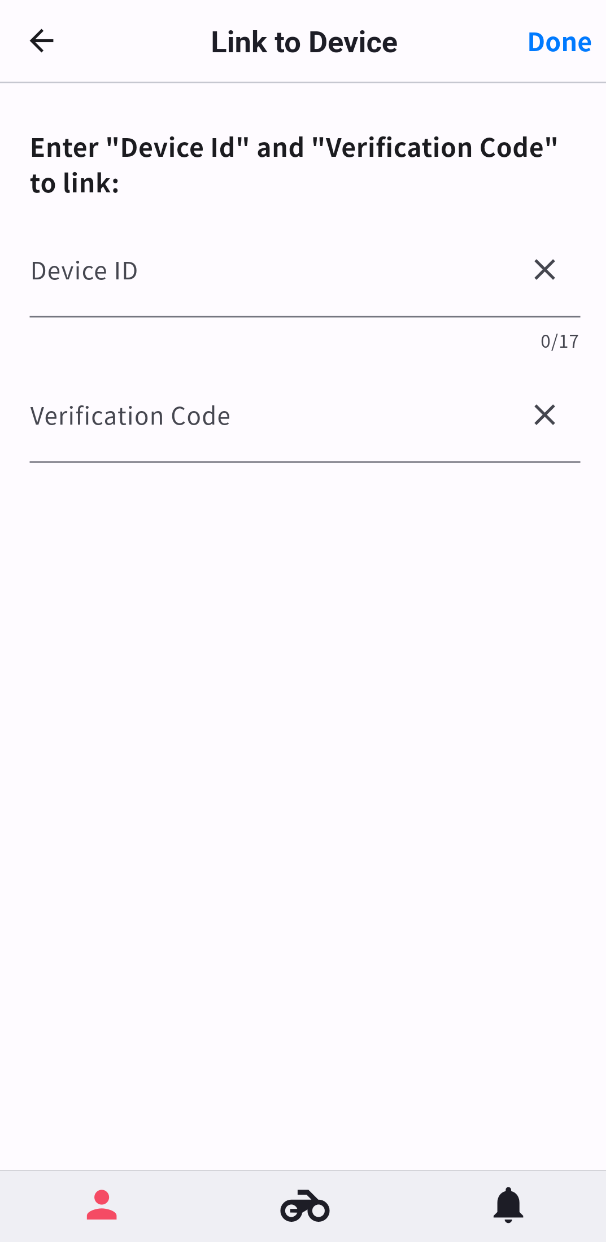 Link to Device
Done
Enter "Device Id" and "Verification Code"
to link:
Device ID
0/17
Verification Code